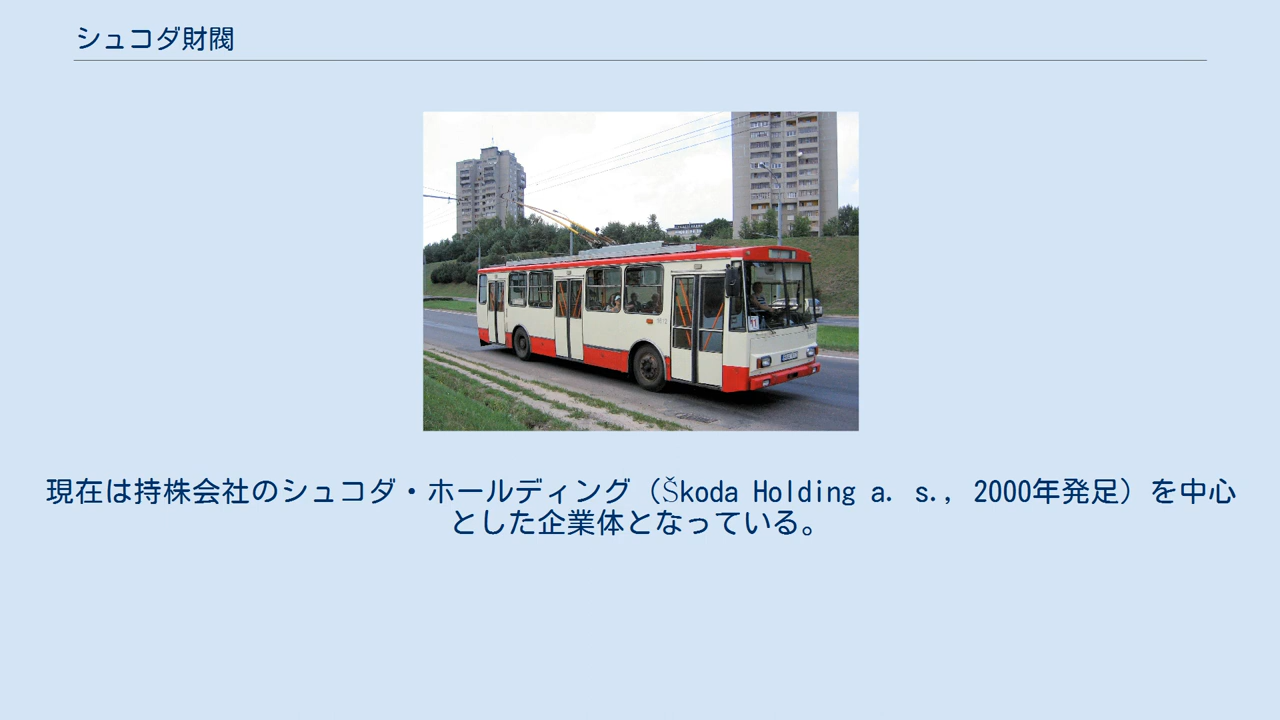 シュコダ財閥
現在は持株会社のシュコダ・ホールディング（Škoda Holding a. s., 2000年発足）を中心
とした企業体となっている。